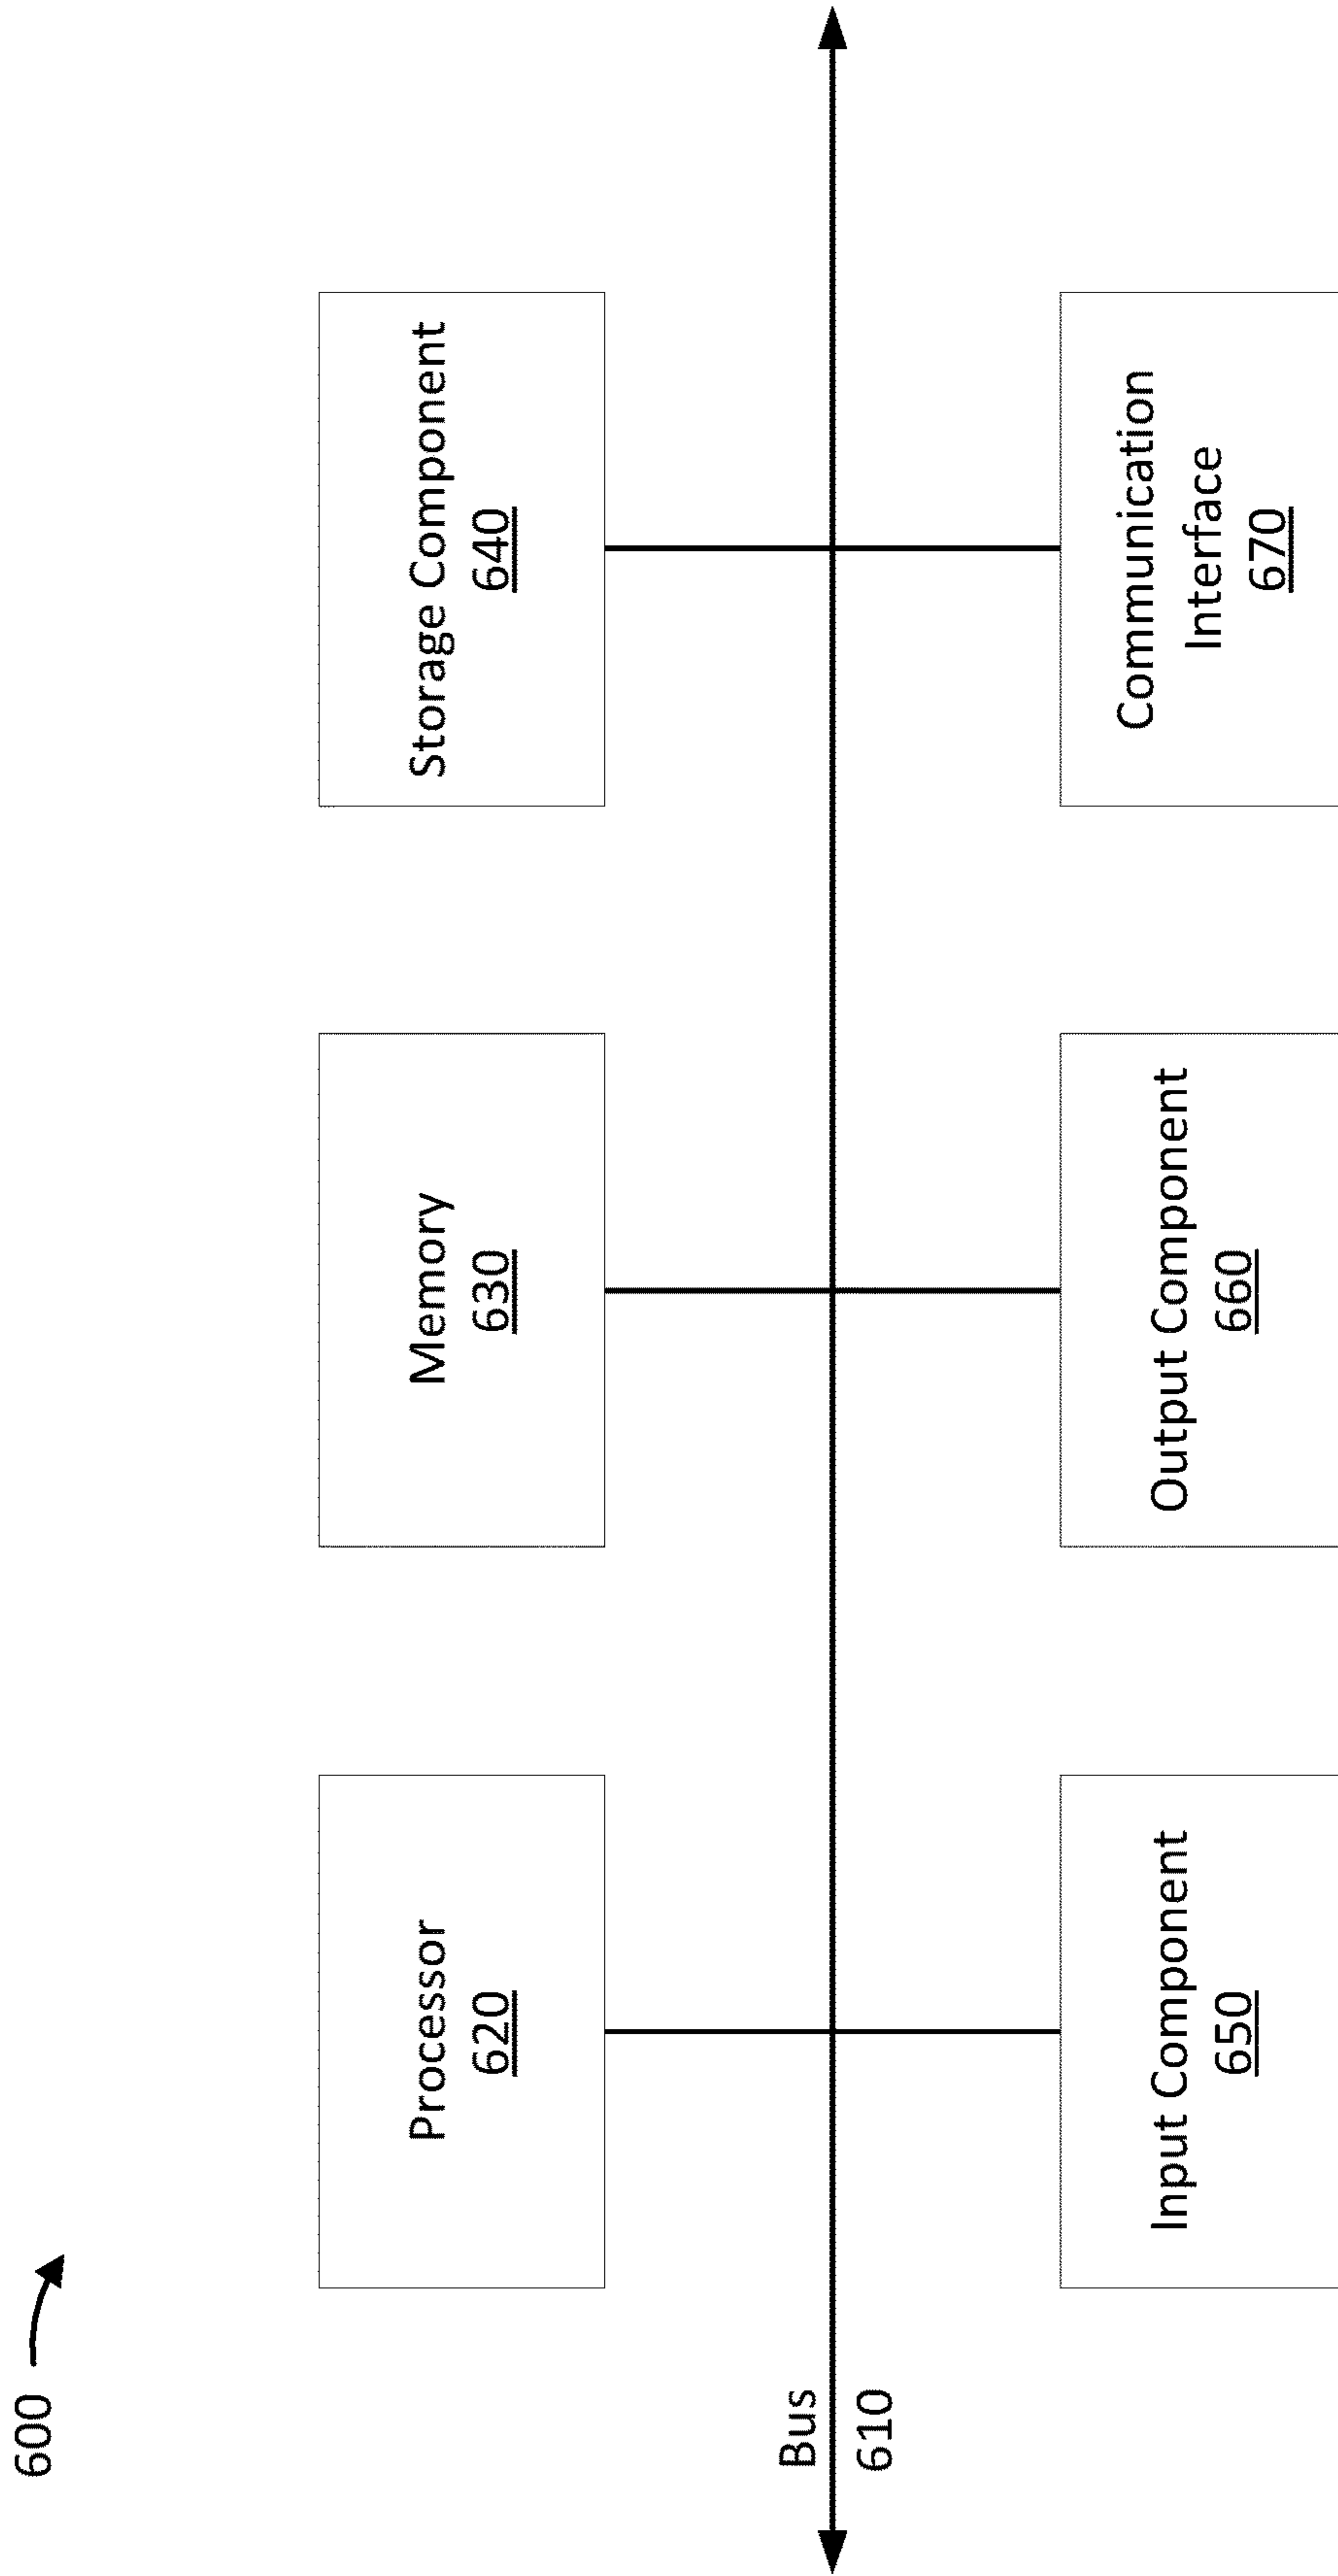 600
Processor
620
Memory
630
Storage Component
640
Bus
610
Input Component
650
Output Component
660
Communication
Interface
670